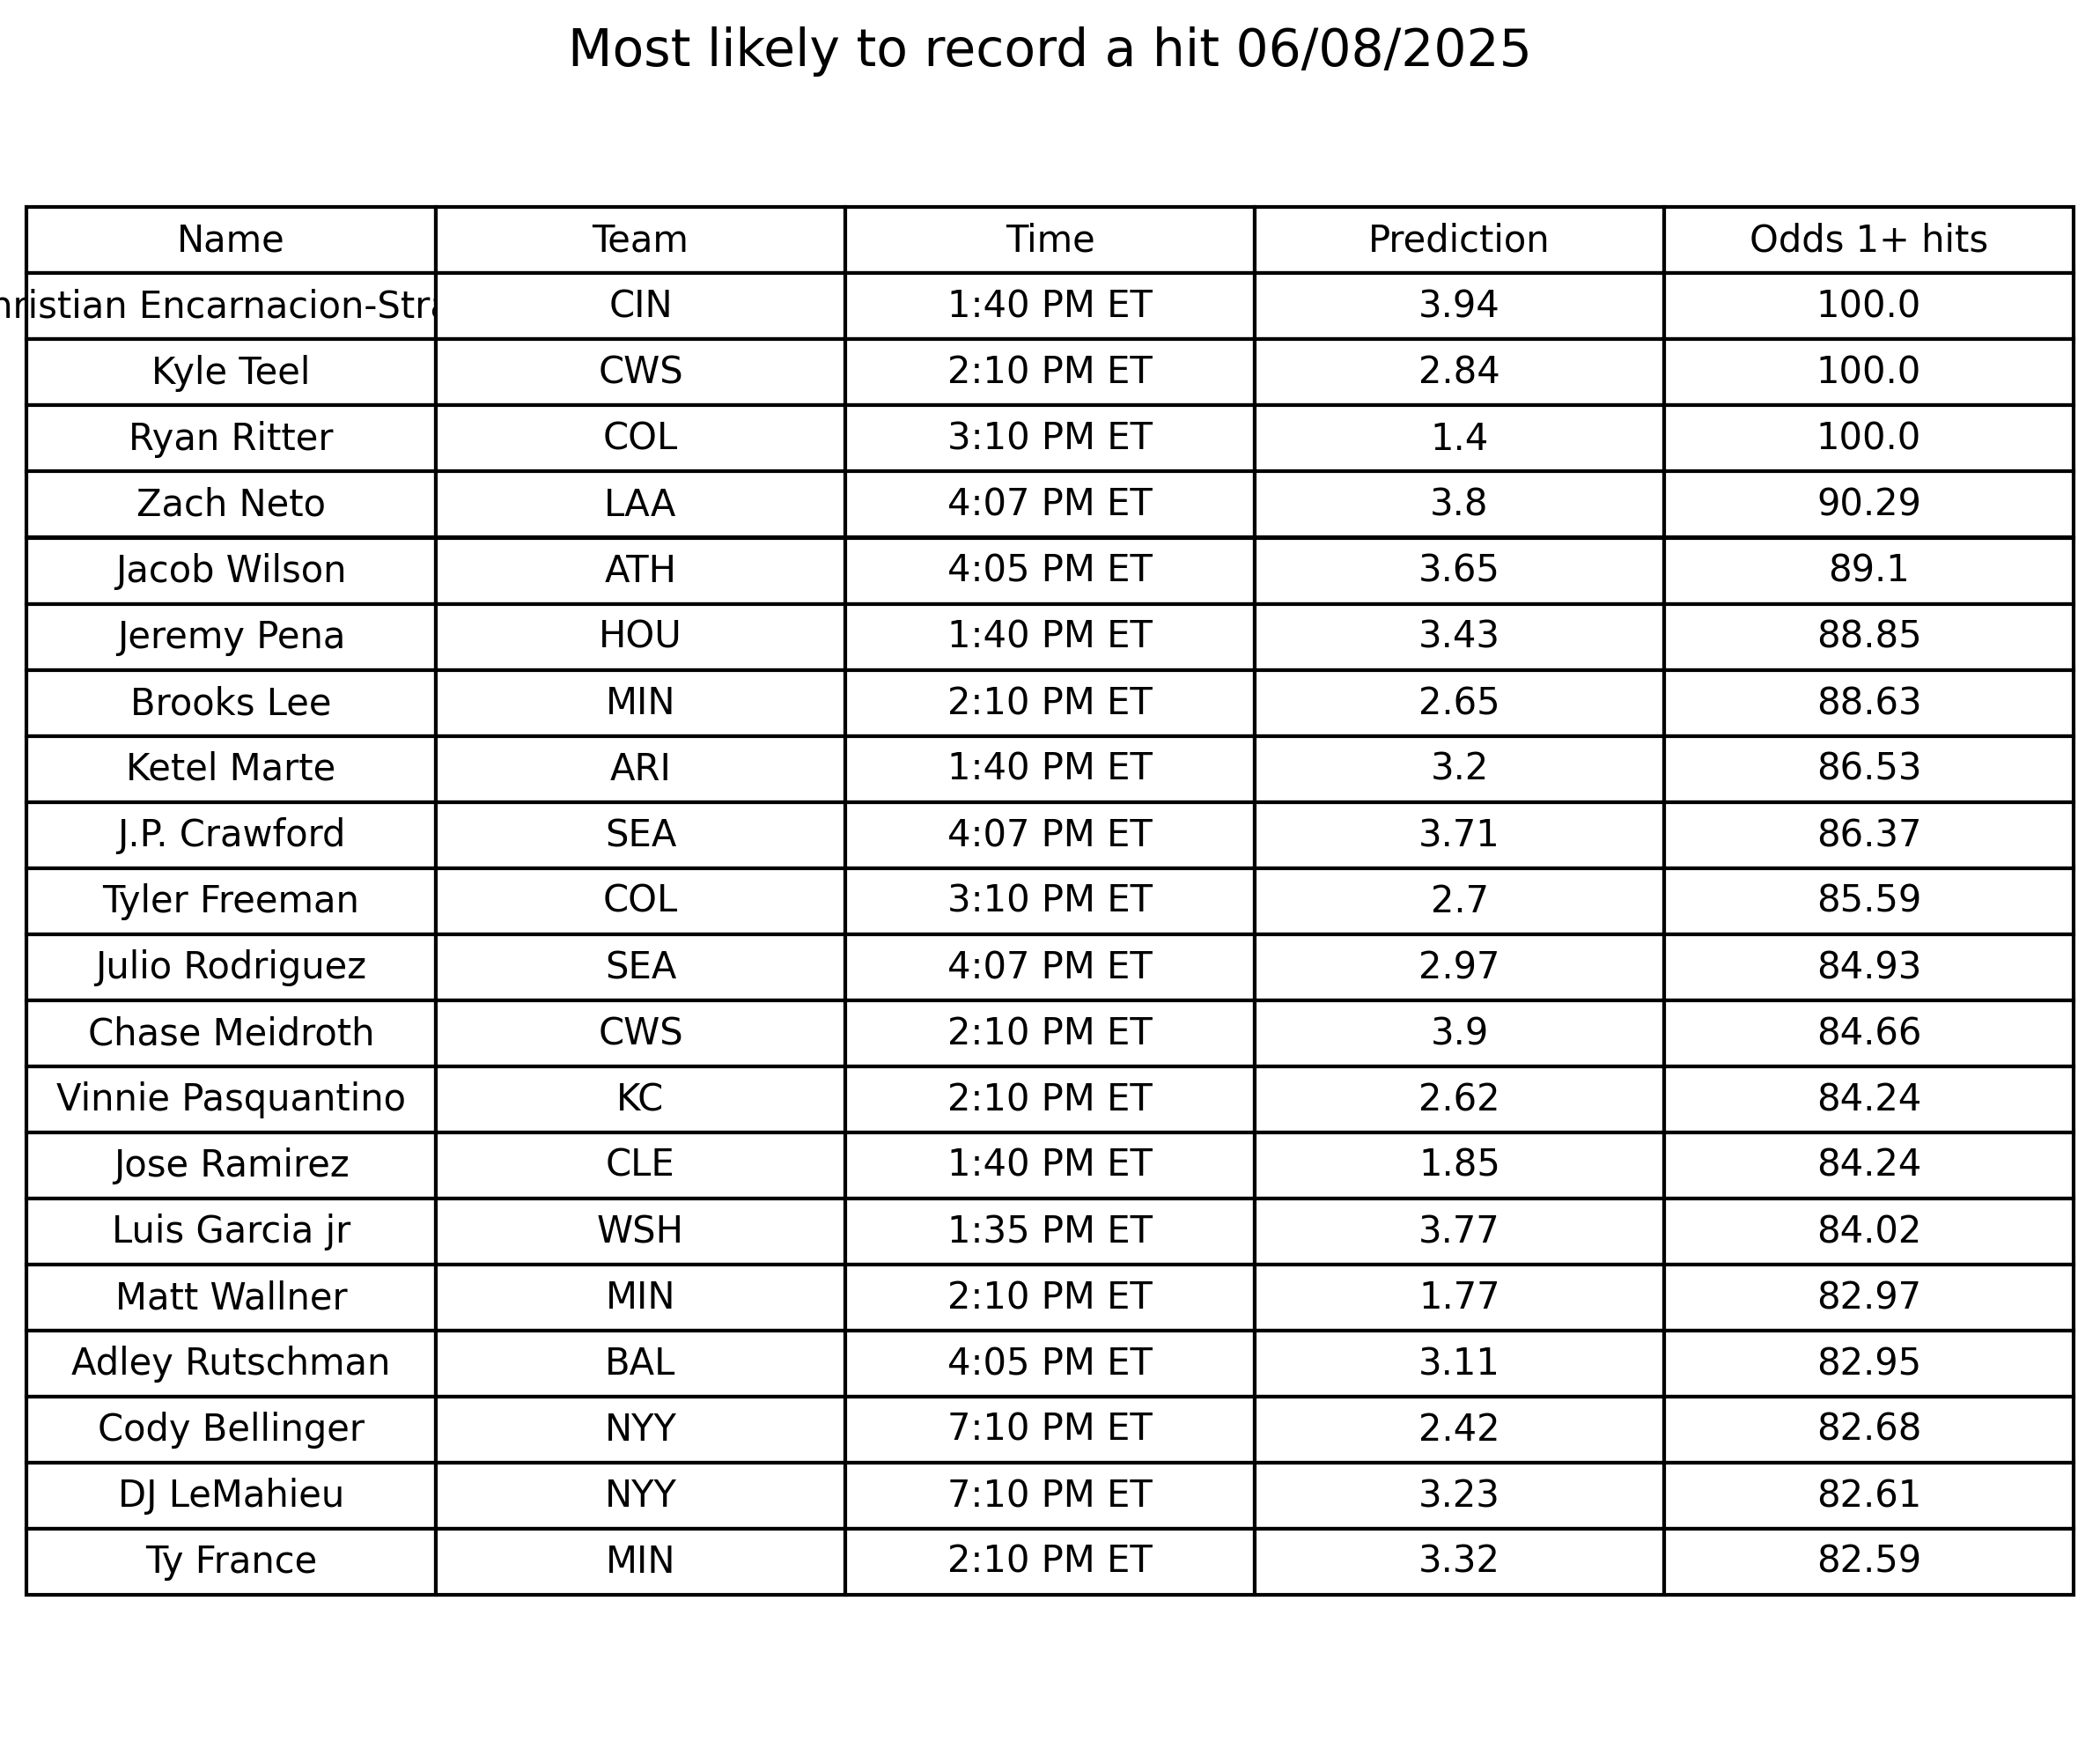 Most likely to record a hit 06/08/2025
Name Team Time Prediction Odds 1+ hits
hristian Encarnacion-Stra CIN 1:40 PM ET 3.94 100.0
Kyle Teel CWS 2:10 PM ET 2.84 100.0
Ryan Ritter COL 3:10 PM ET 1.4 100.0
Zach Neto LAA 4:07 PM ET 3.8 90.29
Jacob Wilson ATH 4:05 PM ET 3.65 89.1
Jeremy Pena HOU 1:40 PM ET 3.43 88.85
Brooks Lee MIN 2:10 PM ET 2.65 88.63
Ketel Marte ARI 1:40 PM ET 3.2 86.53
J.P. Crawford SEA 4:07 PM ET 3.71 86.37
Tyler Freeman COL 3:10 PM ET 2.7 85.59
Julio Rodriguez SEA 4:07 PM ET 2.97 84.93
Chase Meidroth CWS 2:10 PM ET 3.9 84.66
Vinnie Pasquantino KC 2:10 PM ET 2.62 84.24
Jose Ramirez CLE 1:40 PM ET 1.85 84.24
Luis Garcia jr WSH 1:35 PM ET 3.77 84.02
Matt Wallner MIN 2:10 PM ET 1.77 82.97
Adley Rutschman BAL 4:05 PM ET 3.11 82.95
Cody Bellinger NYY 7:10 PM ET 2.42 82.68
DJ LeMahieu NYY 7:10 PM ET 3.23 82.61
Ty France MIN 2:10 PM ET 3.32 82.59